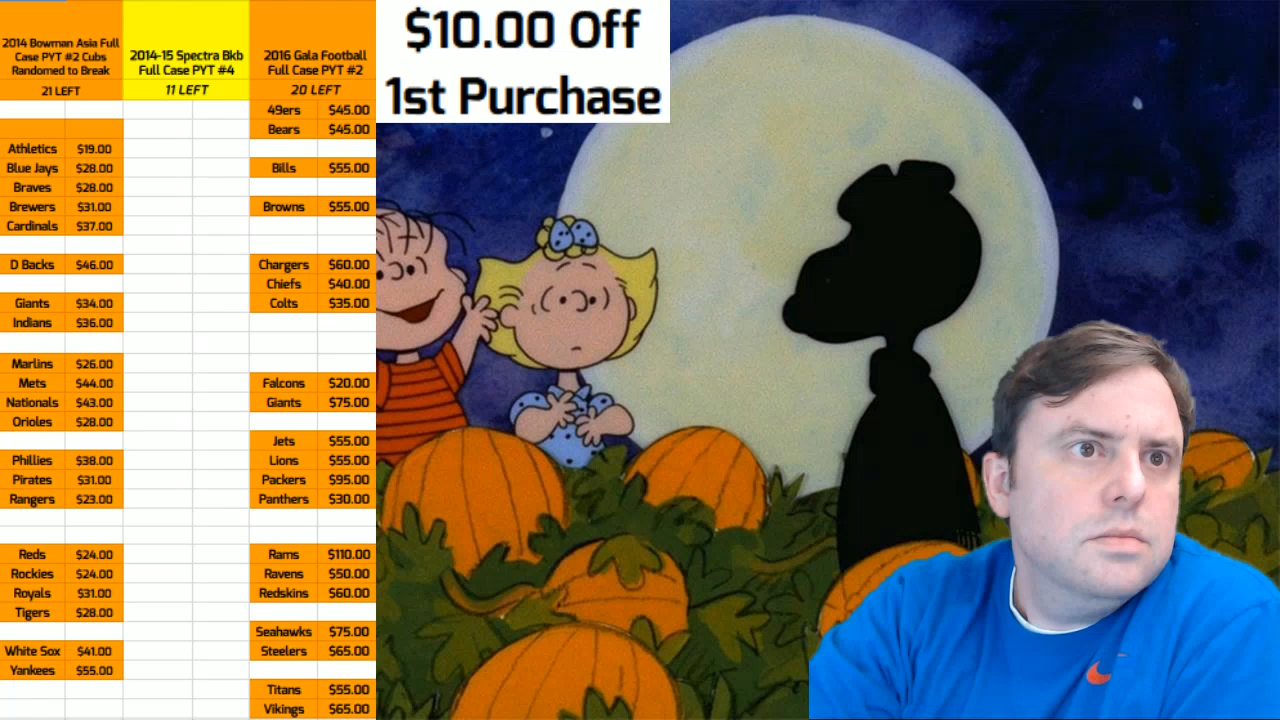 2014 Bowman Asia Full
Case PYT #2 Cubs
Randomed to Break
21 LEFT
Athletics $19.00
Blue Jays $28.00
Braves $28.00
Brewers $31.00
Cardinals $37.00
D Backs $46.00
Giants $34.00
Indians $36.00
Marlins $26.00
Mets $44.00
Nationals $43.00
Orioles $28.00
Phillies $38.00
Pirates $31.00
Rangers $23.00
Reds $24.00
Rockies $24.00
Royals $31.00
Tigers $28.00
White Sox $41.00
Yankees $55.00
2014-15 Spectra Bkb
Full Case PYT #4
11 LEFT
2016 Gala Football
Full Case PYT #2
20 LEFT
49ers $45.00
Bears $45.00
Bills $55.00
Browns $55.00
Chargers $60.00
Chiefs $40.00
Colts $35.00
Falcons $20.00
Giants $75.00
Jets $55.00
Lions $55.00
Packers $95.00
Panthers $30.00
Rams $110.00
Ravens $50.00
Redskins $60.00
Seahawks $75.00
Steelers $65.00
Titans $55.00
Vikings $65.00
$10.00 Off
1st Purchase